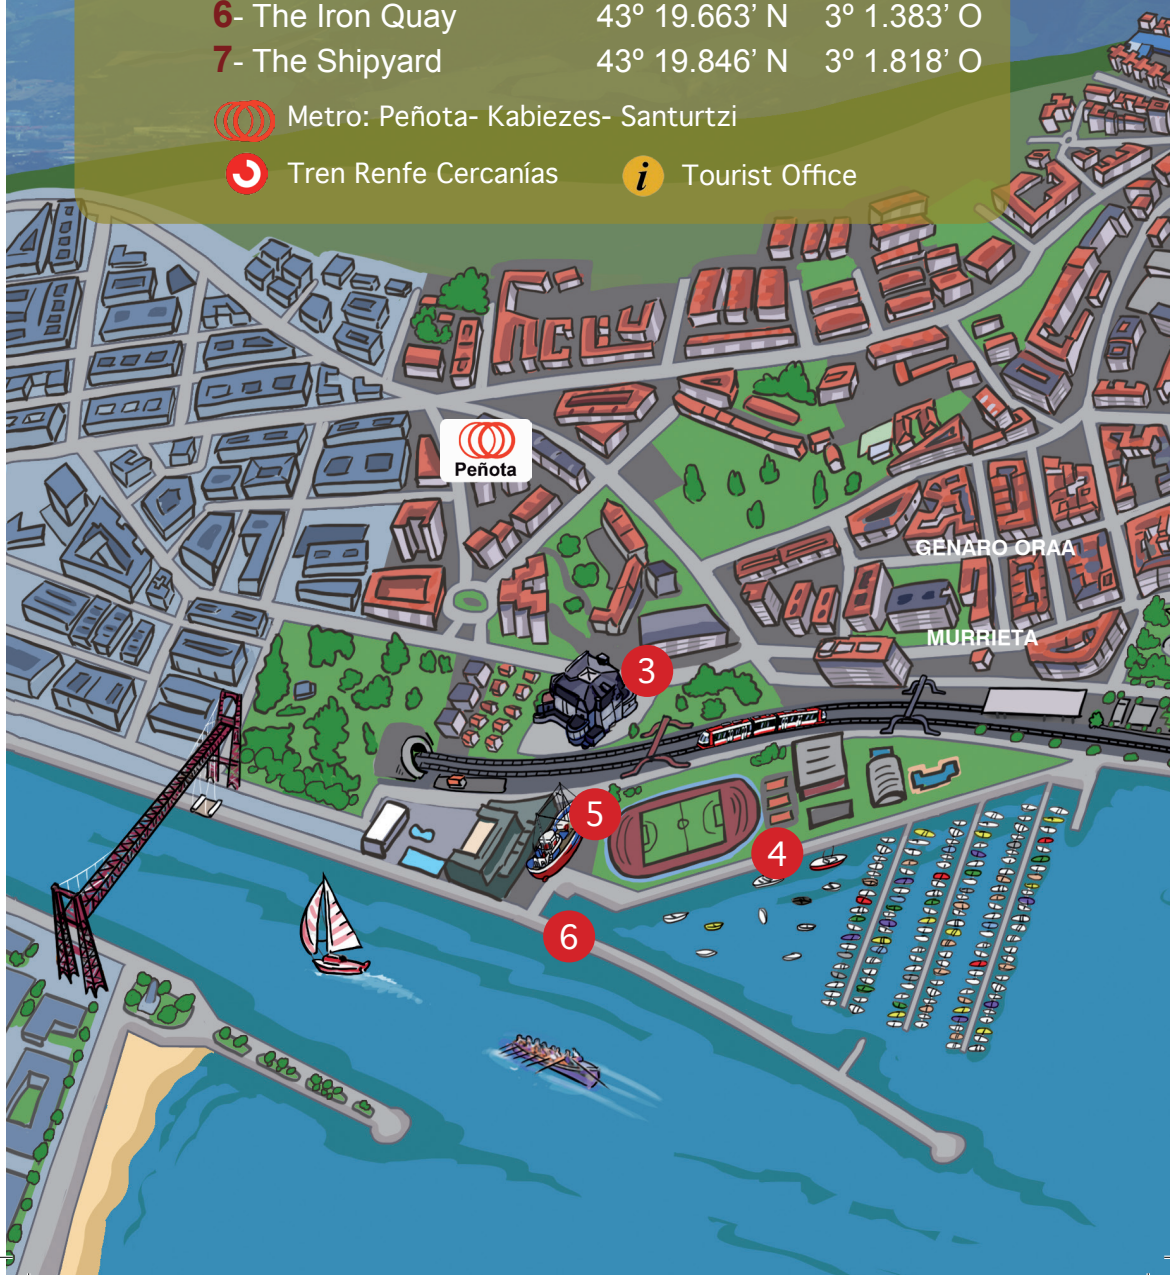 6- The Iron Quay 43º 19.663’ N 3º 1.383’ O
7- The Shipyard 43º 19.846’ N 3º 1.818’ O
Metro: Peñota- Kabiezes- Santurtzi
Tren Renfe Cercanías i Tourist Office
Peñota
GENARO ORAA
MURRIETA
3
5
4
6